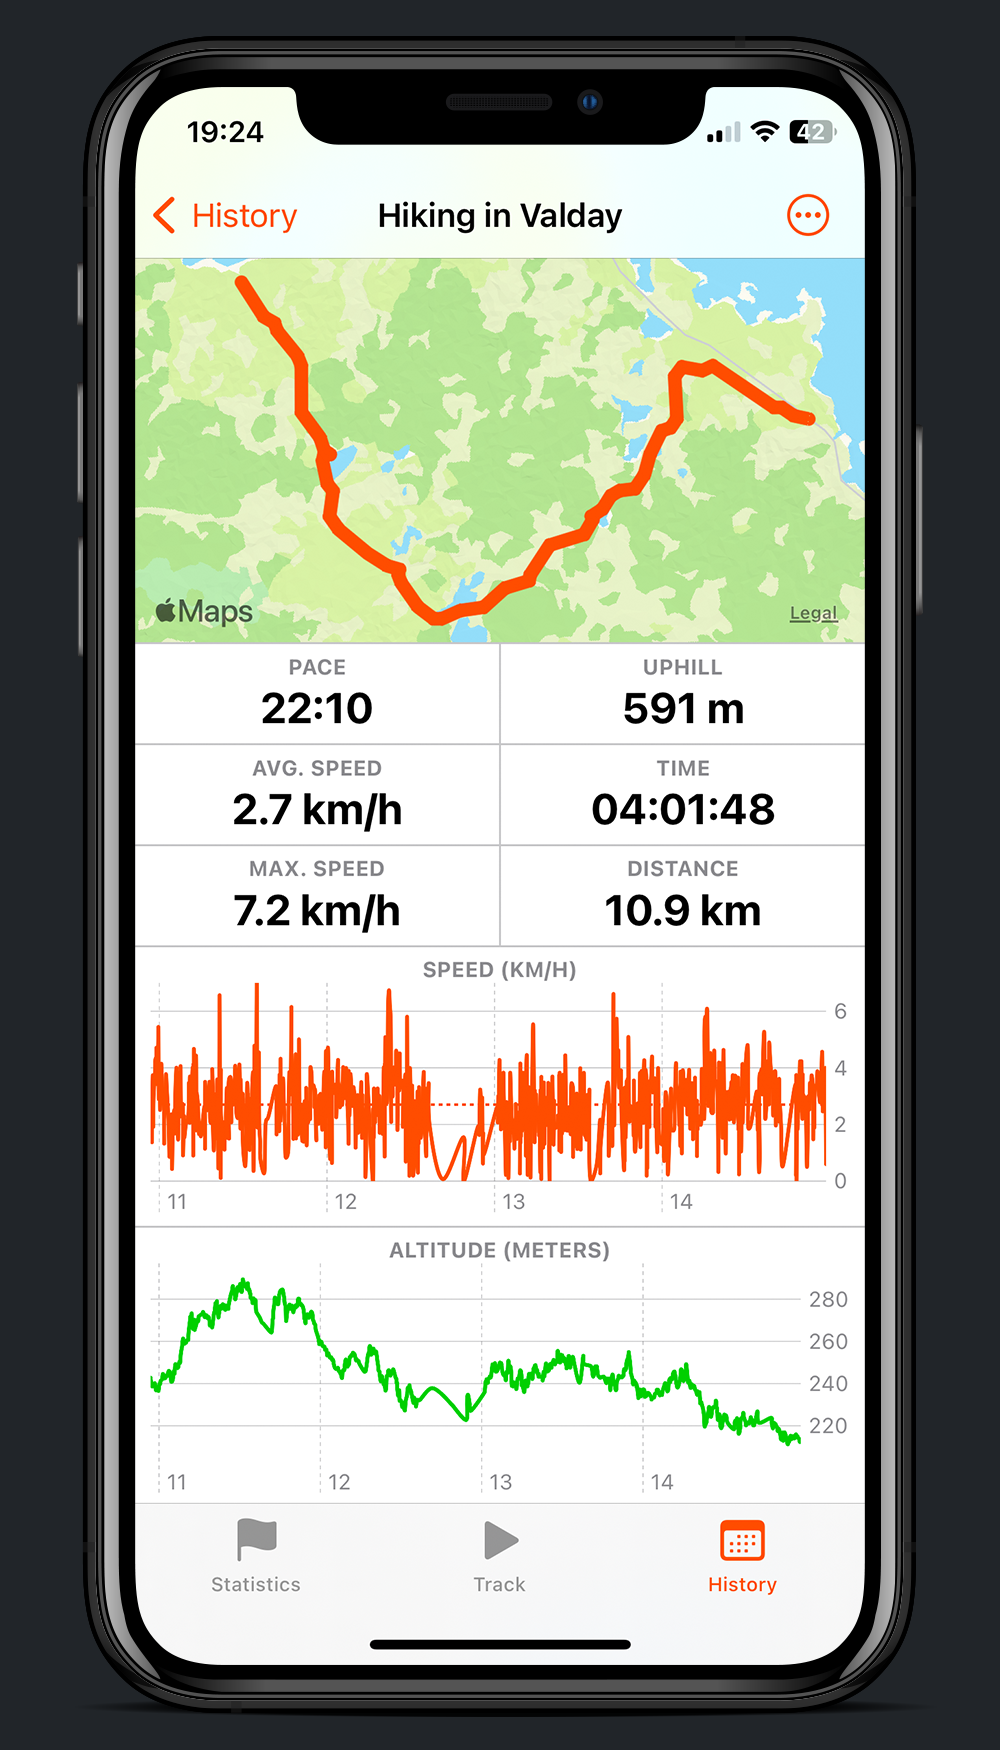 19:24
42
History
Hiking in Valday
Maps
Legal
PACE
22:10
UPHILL
591 m
AVG. SPEED
2.7 km/h
TIME
04:01:48
MAX. SPEED
7.2 km/h
DISTANCE
10.9 km
SPEED (KM/H)
6
4
2
0
11 12 13 14
ALTITUDE (METERS)
280
260
240
220
11 12 13 14
Statistics
Track
History